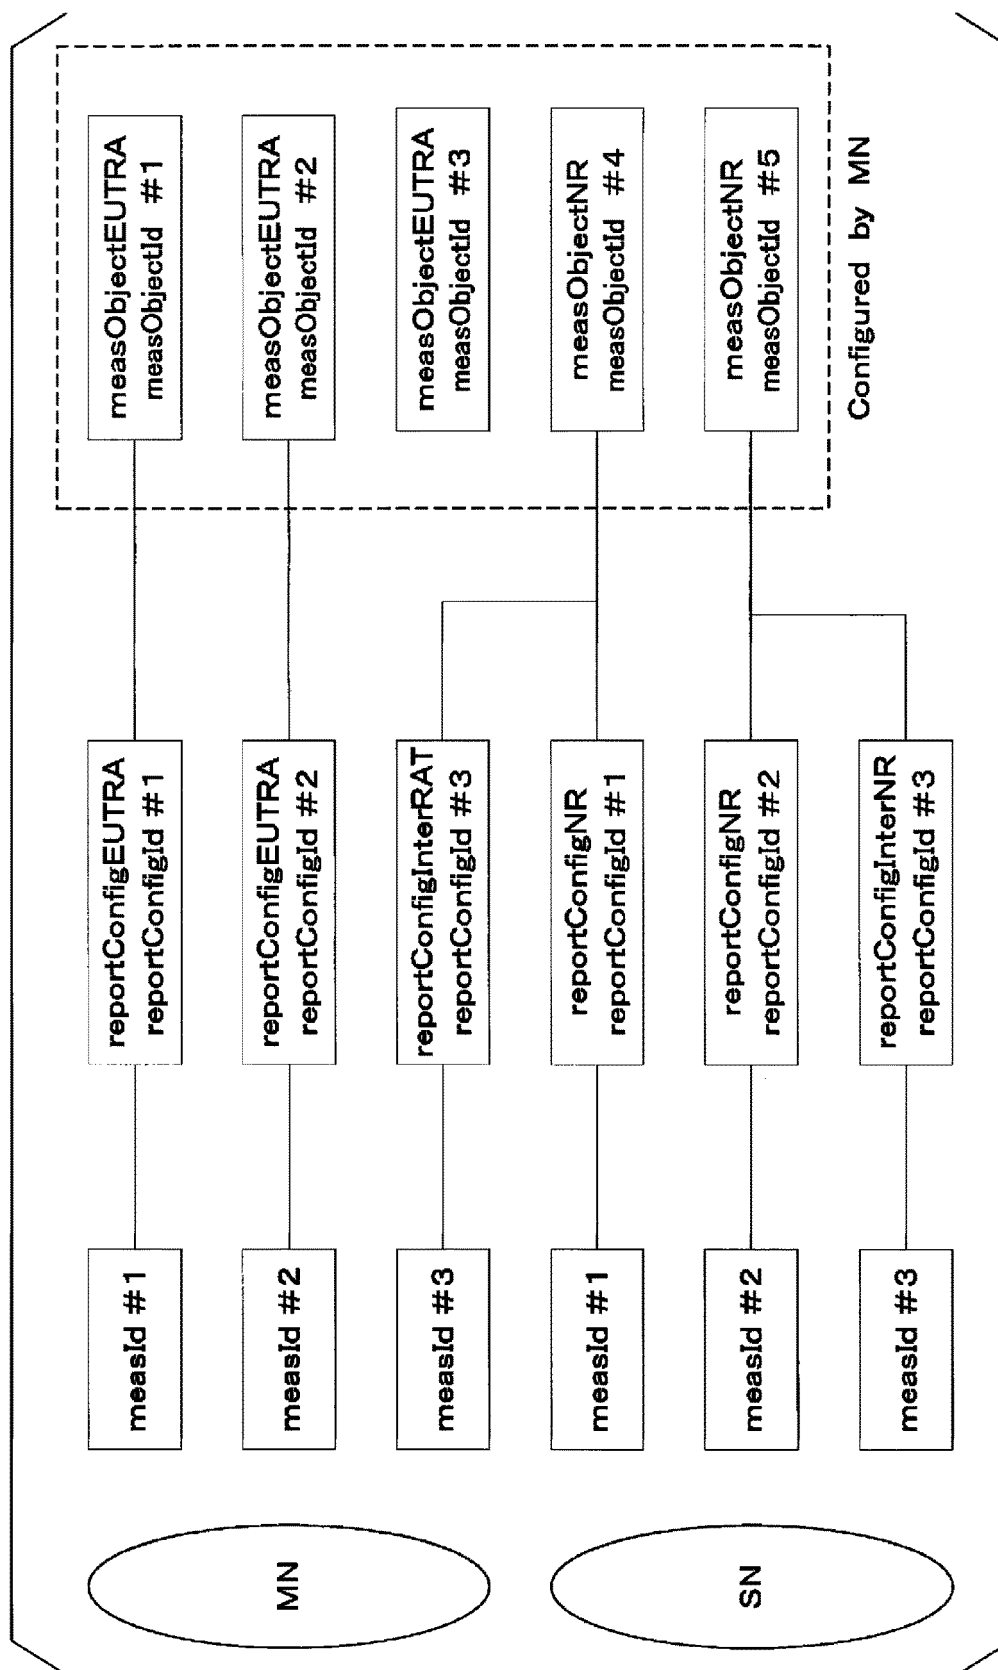 MN
measId #1
reportConfigEUTRA
reportConfigId #1
measObjectEUTRA
measObjectId #1
measId #2
reportConfigEUTRA
reportConfigId #2
measObjectEUTRA
measObjectId #2
measId #3
reportConfigInterRAT
reportConfigId #3
measObjectEUTRA
measObjectId #3
SN
measId #1
reportConfigNR
reportConfigId #1
measObjectNR
measObjectId #4
measId #2
reportConfigNR
reportConfigId #2
measObjectNR
measObjectId #5
measId #3
reportConfigInterNR
reportConfigId #3
Configured by MN